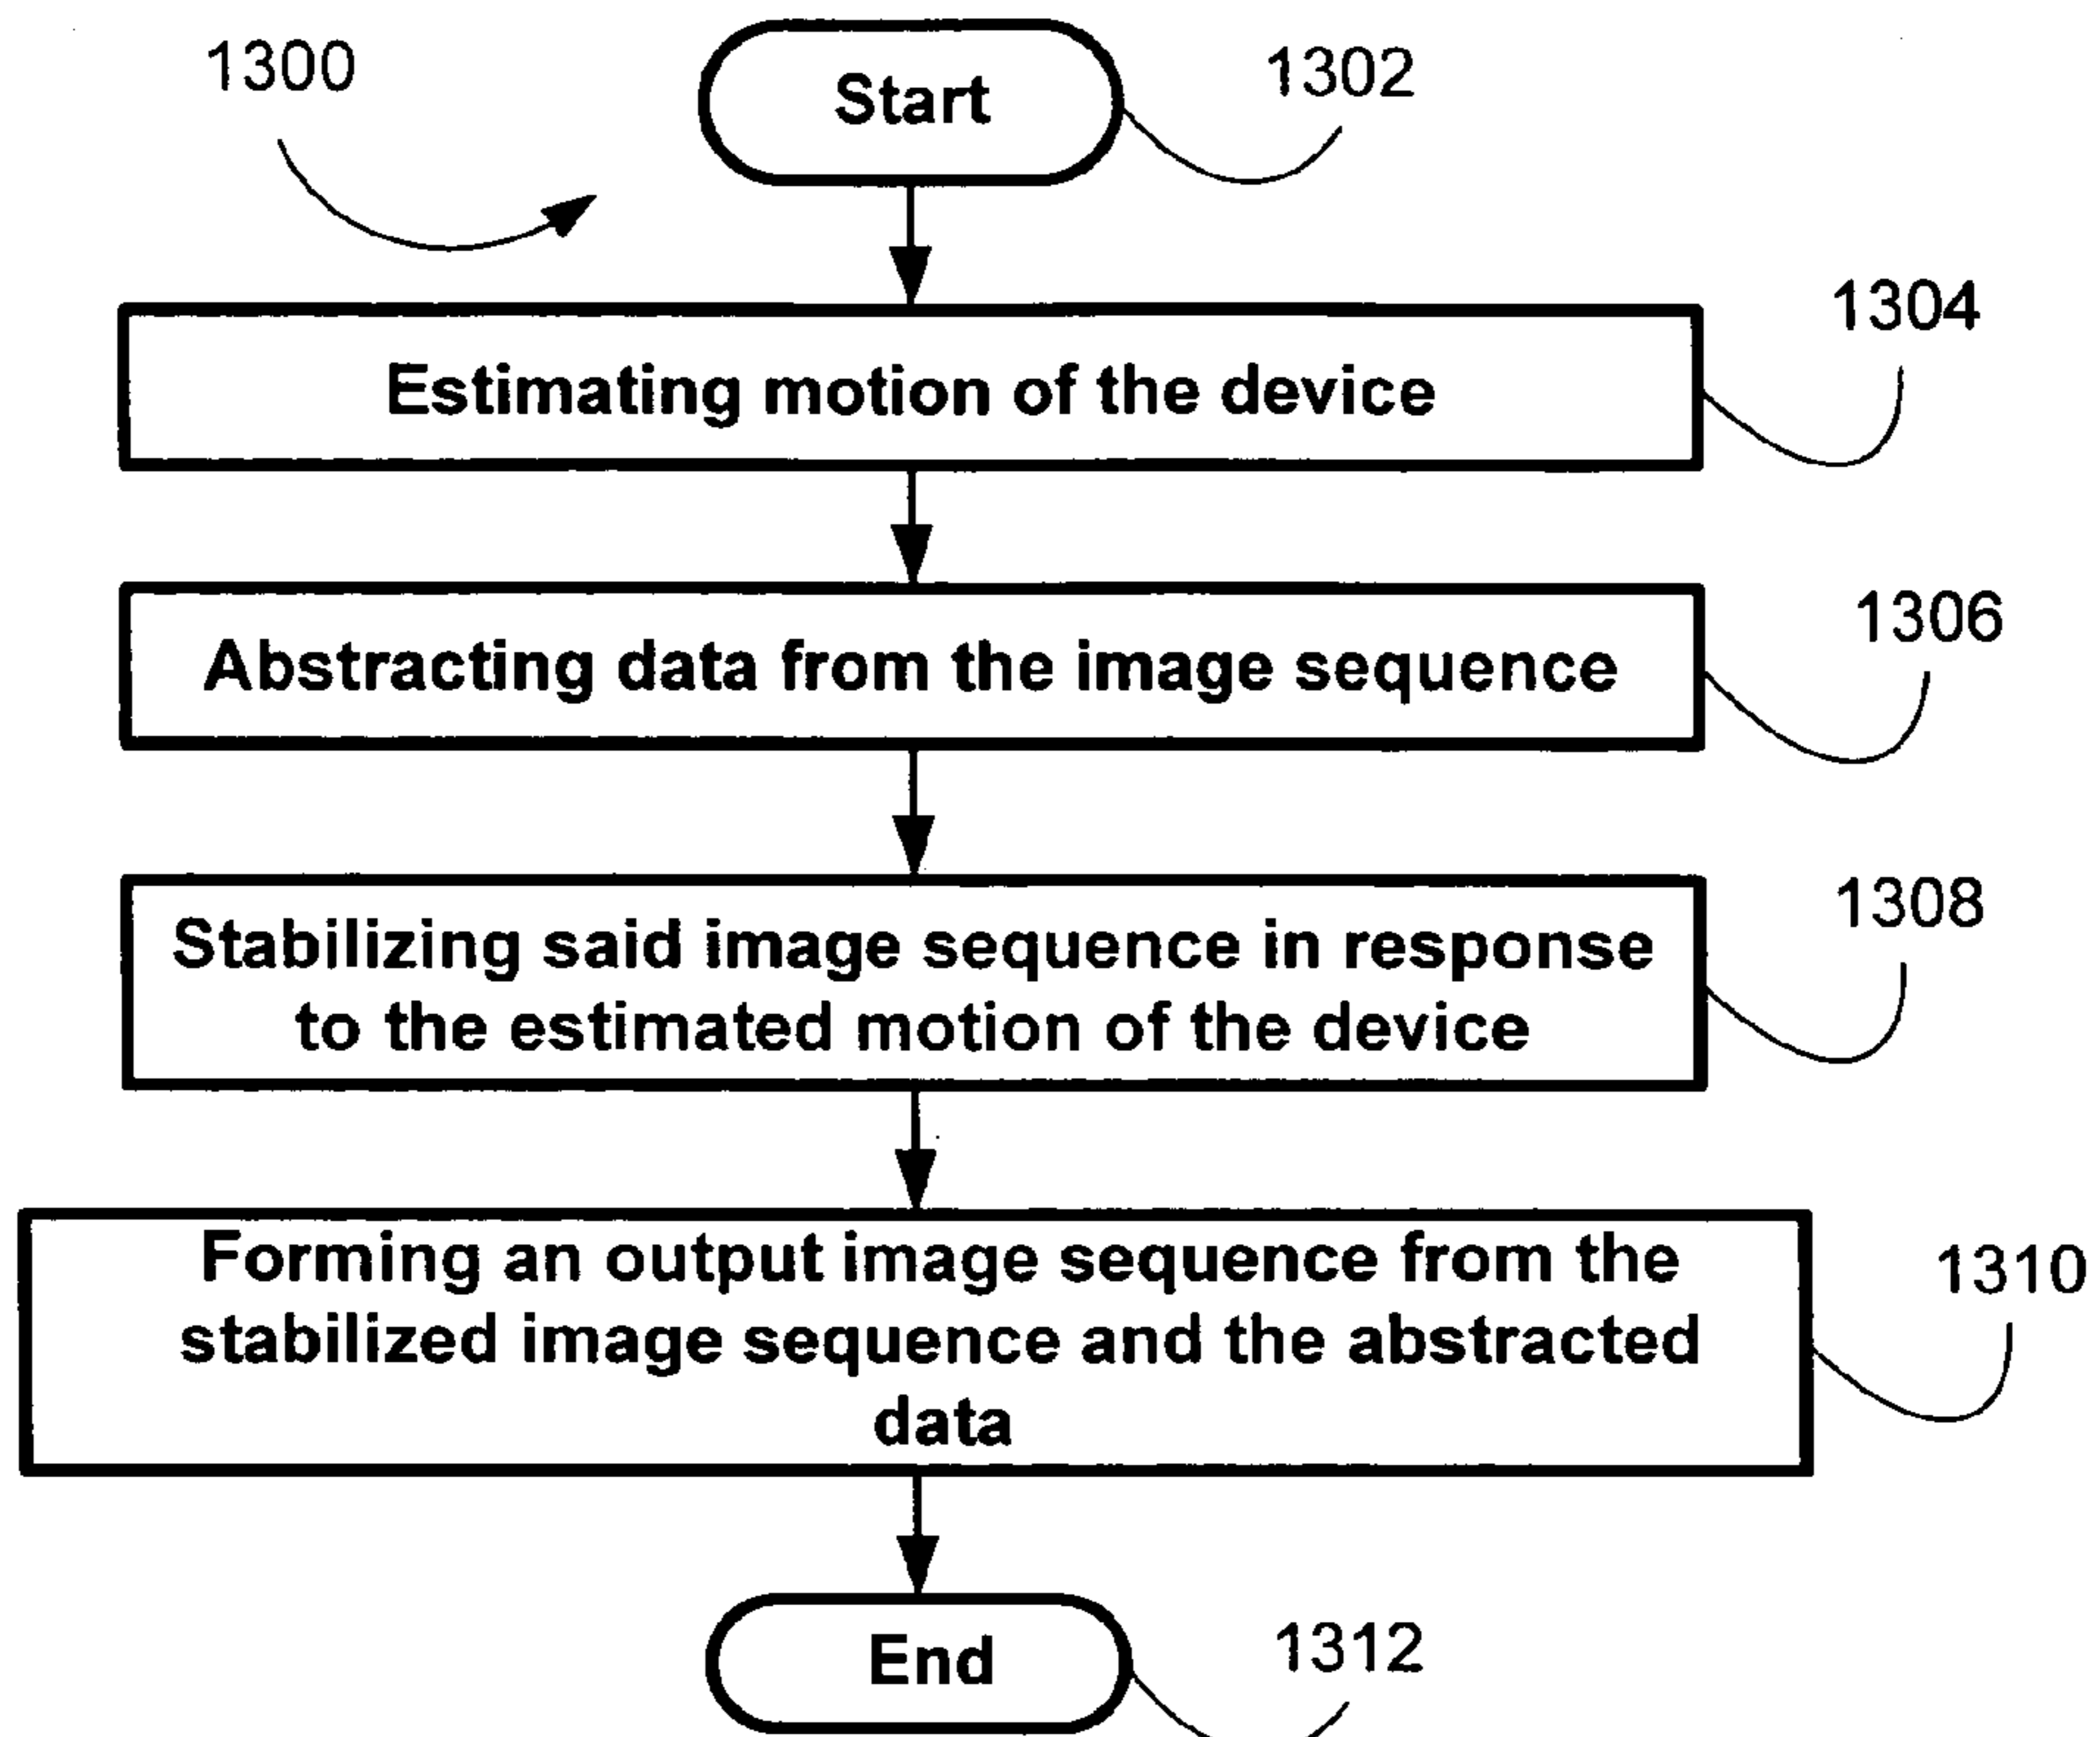 1300
Start
1302
1304
Estimating motion of the device
1306
Abstracting data from the image sequence
1308
Stabilizing said image sequence in response
to the estimated motion of the device
Forming an output image sequence from the
1310
stabilized image sequence and the abstracted
data
End
1312